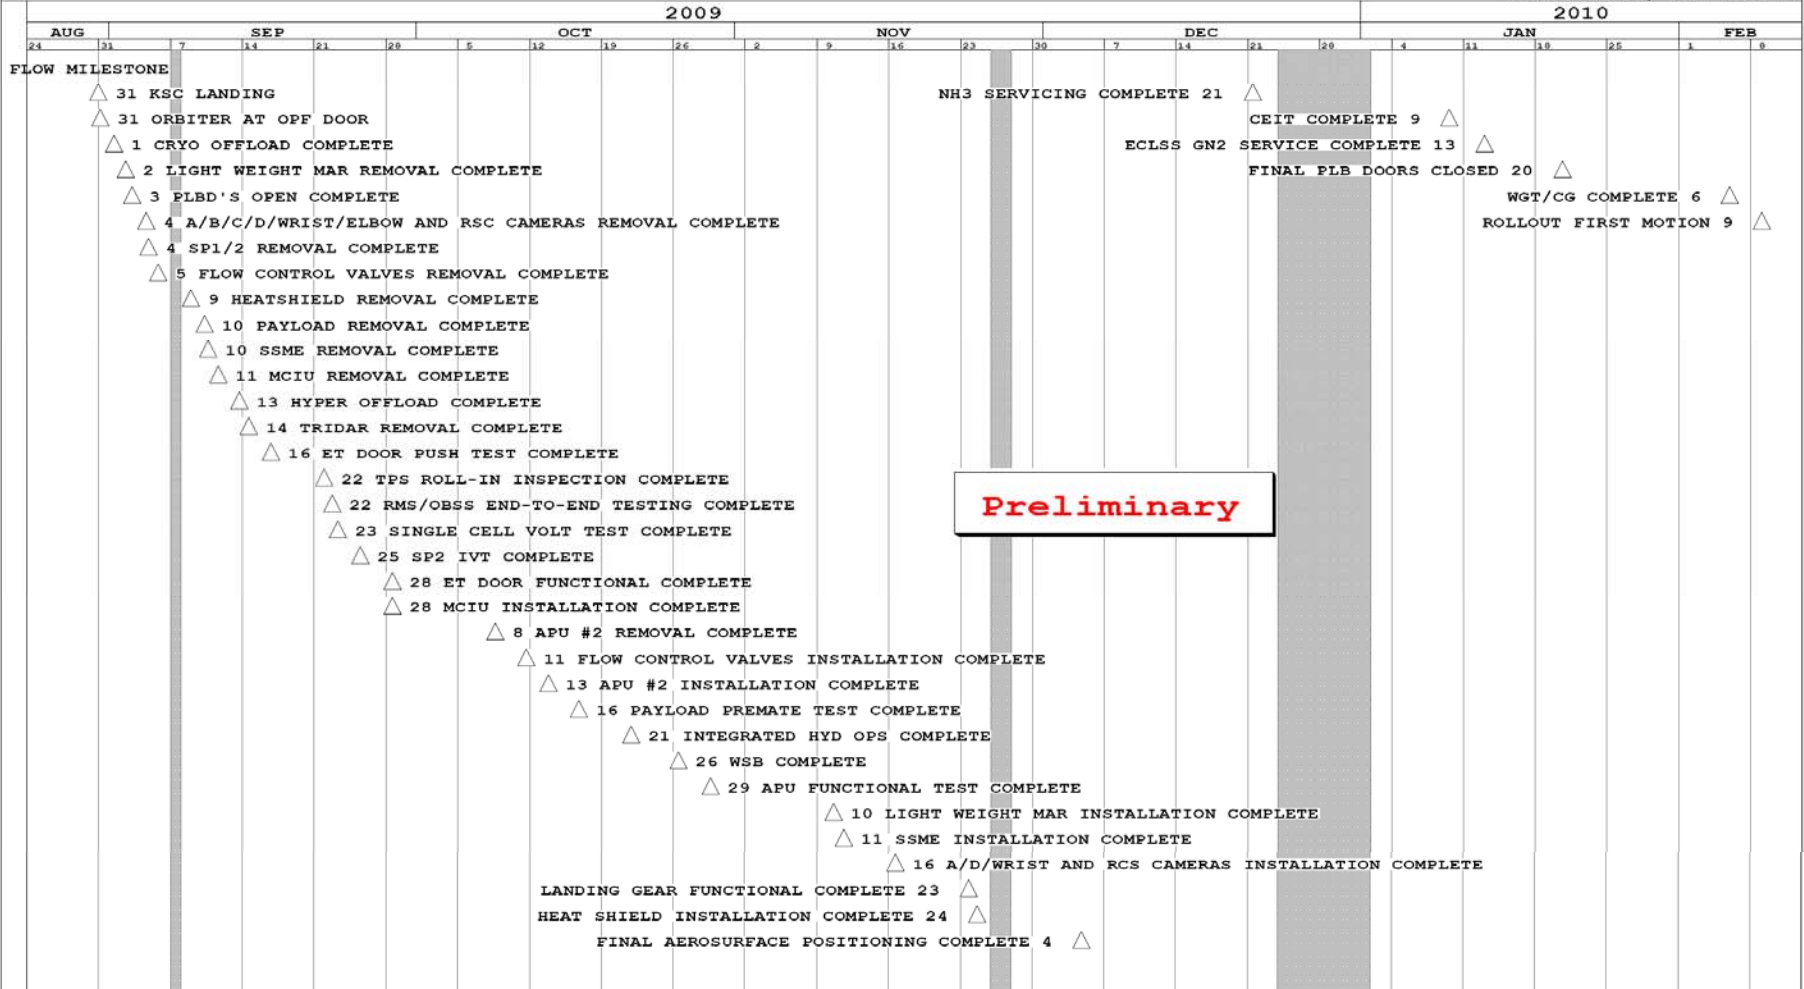 2009 2010
AUG SEP OCT NOV DEC JAN FEB
24 31 7 14 21 28 5 12 19 26 2 9 16 23 30 7 14 21 28 4 11 18 25 1 8
FLOW MILESTONE
31 KSC LANDING NH3 SERVICING COMPLETE 21
31 ORBITER AT OPF DOOR CEIT COMPLETE 9
1 CRYO OFFLOAD COMPLETE ECLSS GN2 SERVICE COMPLETE 13
2 LIGHT WEIGHT MAR REMOVAL COMPLETE FINAL PLB DOORS CLOSED 20
3 PLBD'S OPEN COMPLETE WGT/CG COMPLETE 6
4 A/B/C/D/WRIST/ELBOW AND RSC CAMERAS REMOVAL COMPLETE ROLLOUT FIRST MOTION 9
4 SP1/2 REMOVAL COMPLETE
5 FLOW CONTROL VALVES REMOVAL COMPLETE
9 HEATSHIELD REMOVAL COMPLETE
10 PAYLOAD REMOVAL COMPLETE
10 SSME REMOVAL COMPLETE
11 MCIU REMOVAL COMPLETE
13 HYPER OFFLOAD COMPLETE
14 TRIDAR REMOVAL COMPLETE
16 ET DOOR PUSH TEST COMPLETE
22 TPS ROLL-IN INSPECTION COMPLETE
22 RMS/OBSS END-TO-END TESTING COMPLETE
Preliminary
23 SINGLE CELL VOLT TEST COMPLETE
25 SP2 IVT COMPLETE
28 ET DOOR FUNCTIONAL COMPLETE
28 MCIU INSTALLATION COMPLETE
8 APU #2 REMOVAL COMPLETE
11 FLOW CONTROL VALVES INSTALLATION COMPLETE
13 APU #2 INSTALLATION COMPLETE
16 PAYLOAD PREMATE TEST COMPLETE
21 INTEGRATED HYD OPS COMPLETE
26 WSB COMPLETE
29 APU FUNCTIONAL TEST COMPLETE
10 LIGHT WEIGHT MAR INSTALLATION COMPLETE
11 SSME INSTALLATION COMPLETE
16 A/D/WRIST AND RCS CAMERAS INSTALLATION COMPLETE
LANDING GEAR FUNCTIONAL COMPLETE 23
HEAT SHIELD INSTALLATION COMPLETE 24
FINAL AEROSURFACE POSITIONING COMPLETE 4